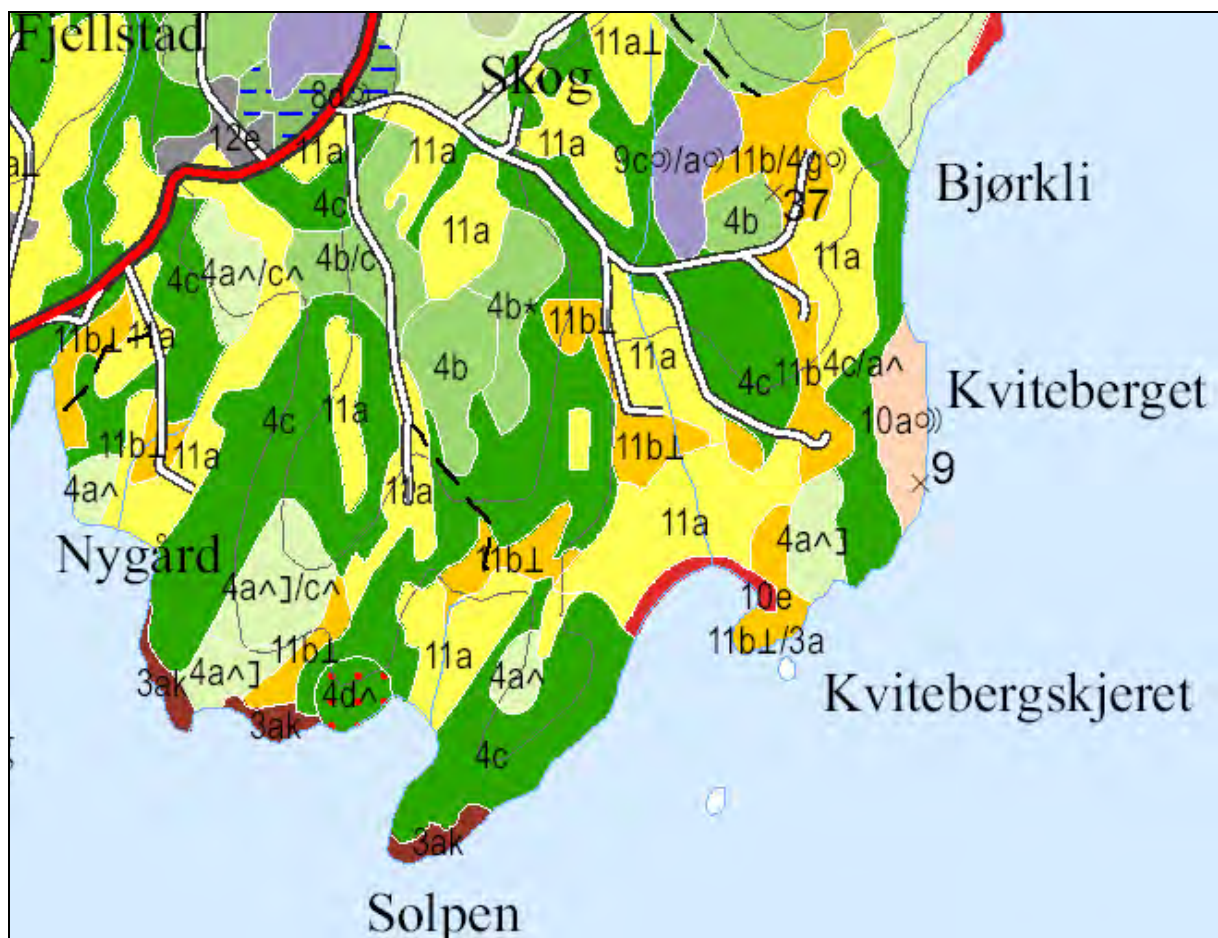 Fjellstad
11a⊥
Skog
8d
12e
11a
11a
11a
9c○)/a○)
11b/4g○)
Bjørkli
a⊥
4c
37
4b
11a
4b/c
4c
4a^/c^
11a
4b*
11b⊥
11b⊥
11a
11a
4b
4c
11b
4c/a^
Kviteberget
4c
11a
10a○))
11b⊥
11b⊥
11a
9
4a^
11a
11a
4a^]
Nygård
11b⊥
4a^]/c^
10e
11b⊥/3a
11b⊥
11a
4a^
3ak
4a^]
4d^
Kvitebergskjeret
3ak
4c
3ak
Solpen